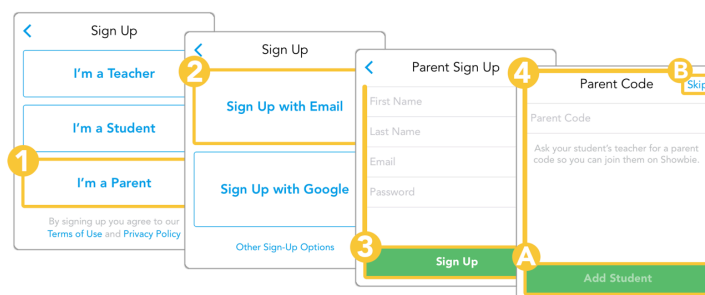 Sign Up
I'm a Teacher
I'm a Student
1
I'm a Parent
By signing up you agree to our
Terms of Use and Privacy Policy
Sign Up
2
Sign Up with Email
Sign Up with Google
Other Sign-Up Options
Parent Sign Up
First Name
Last Name
Email
Password
3
Sign Up
4
B
Parent Code
Skip
Parent Code
Ask your student's teacher for a parent
code so you can join them on Showbie.
A
Add Student